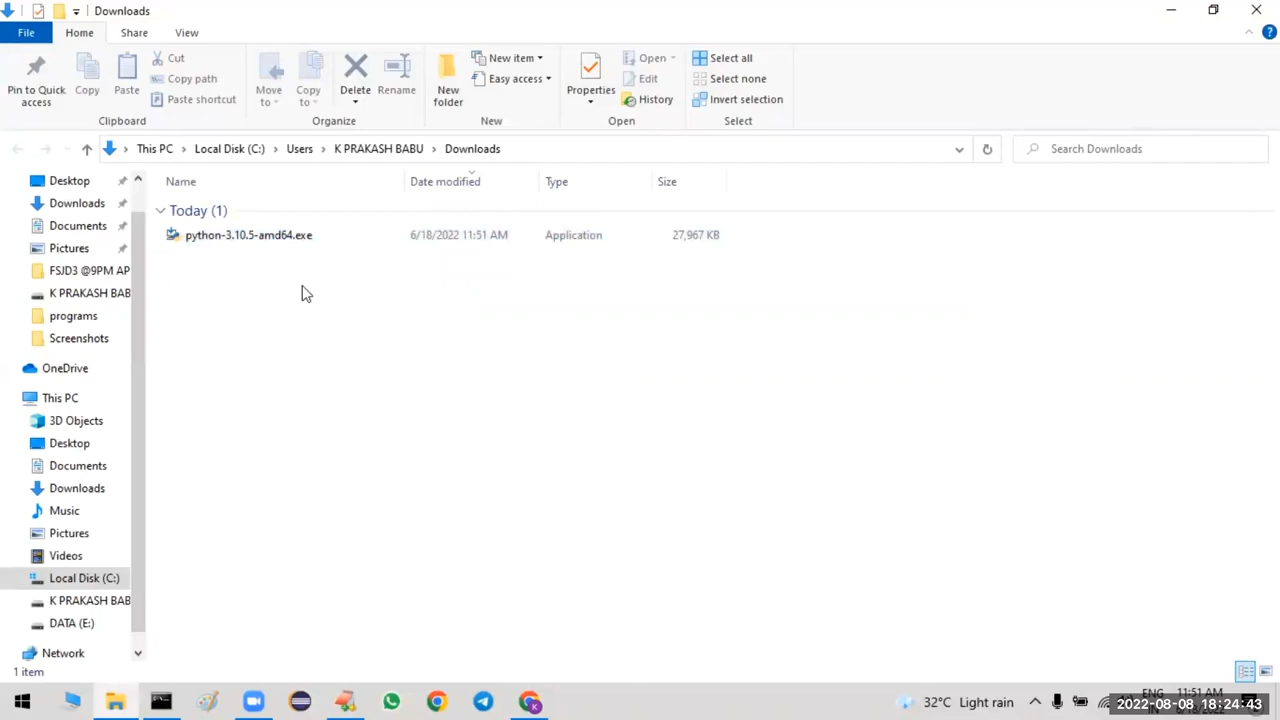 Downloads
File Home Share View
Pin to Quick access
Copy
Paste
Cut
Copy path
Paste shortcut
Clipboard
Move to
Copy to
Delete
Rename
Organize
New folder
New item
Easy access
New
Properties
Open
Edit
History
Open
Select all
Select none
Invert selection
Select
This PC > Local Disk (C:) > Users > K PRAKASH BABU > Downloads
Search Downloads
Name Date modified Type Size
Today (1)
python-3.10.5-amd64.exe 6/18/2022 11:51 AM Application 27,967 KB
Desktop
Downloads
Documents
Pictures
FSJD3 @9PM AP
K PRAKASH BAB
programs
Screenshots
OneDrive
This PC
3D Objects
Desktop
Documents
Downloads
Music
Pictures
Videos
Local Disk (C:)
K PRAKASH BAB
DATA (E:)
Network
1 item
32°C Light rain
ENG
11:51 AM
2022-08-08 18:24:43